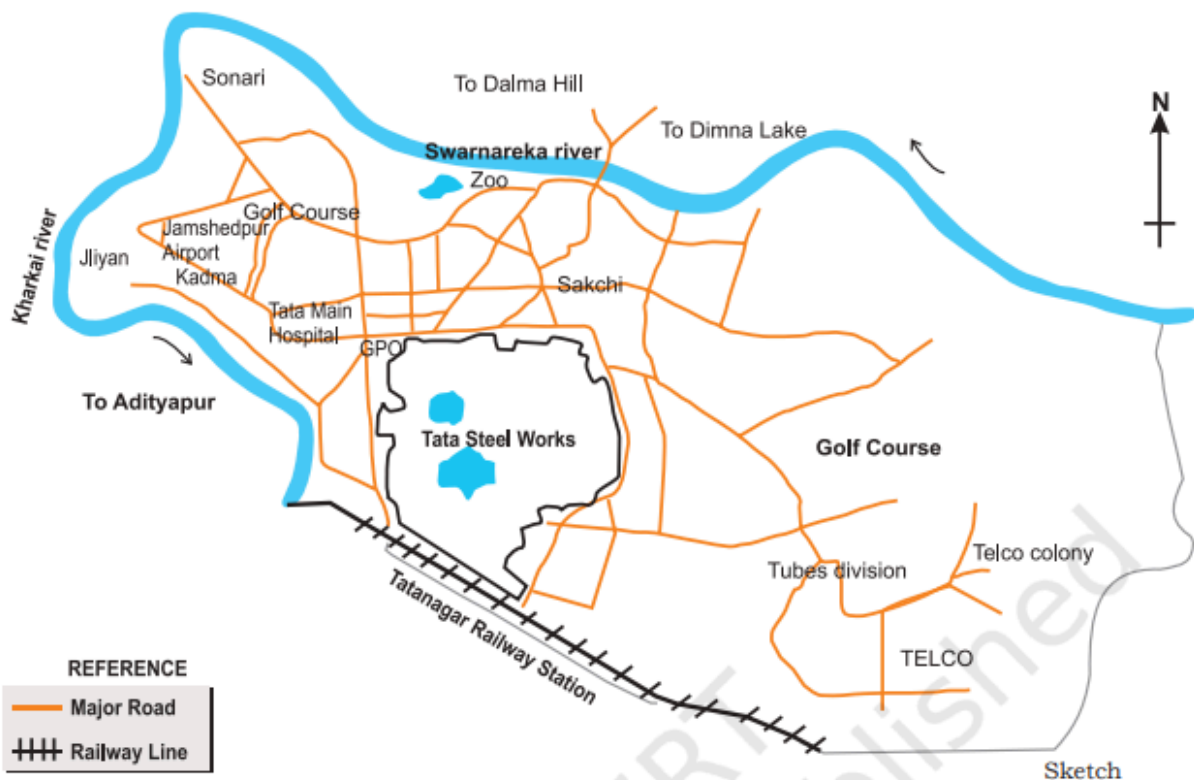 Sonari
To Dalma Hill
N
To Dimna Lake
Swarnareka river
Zoo
Golf Course
Jamshedpur
Airport
Kadma
Jliyan
Kharkai river
Sakchi
Tata Main
Hospital
GPO
To Adityapur
Tata Steel Works
Golf Course
Telco colony
Tubes division
TELCO
Tatanagar Railway Station
REFERENCE
Major Road
Railway Line
Sketch